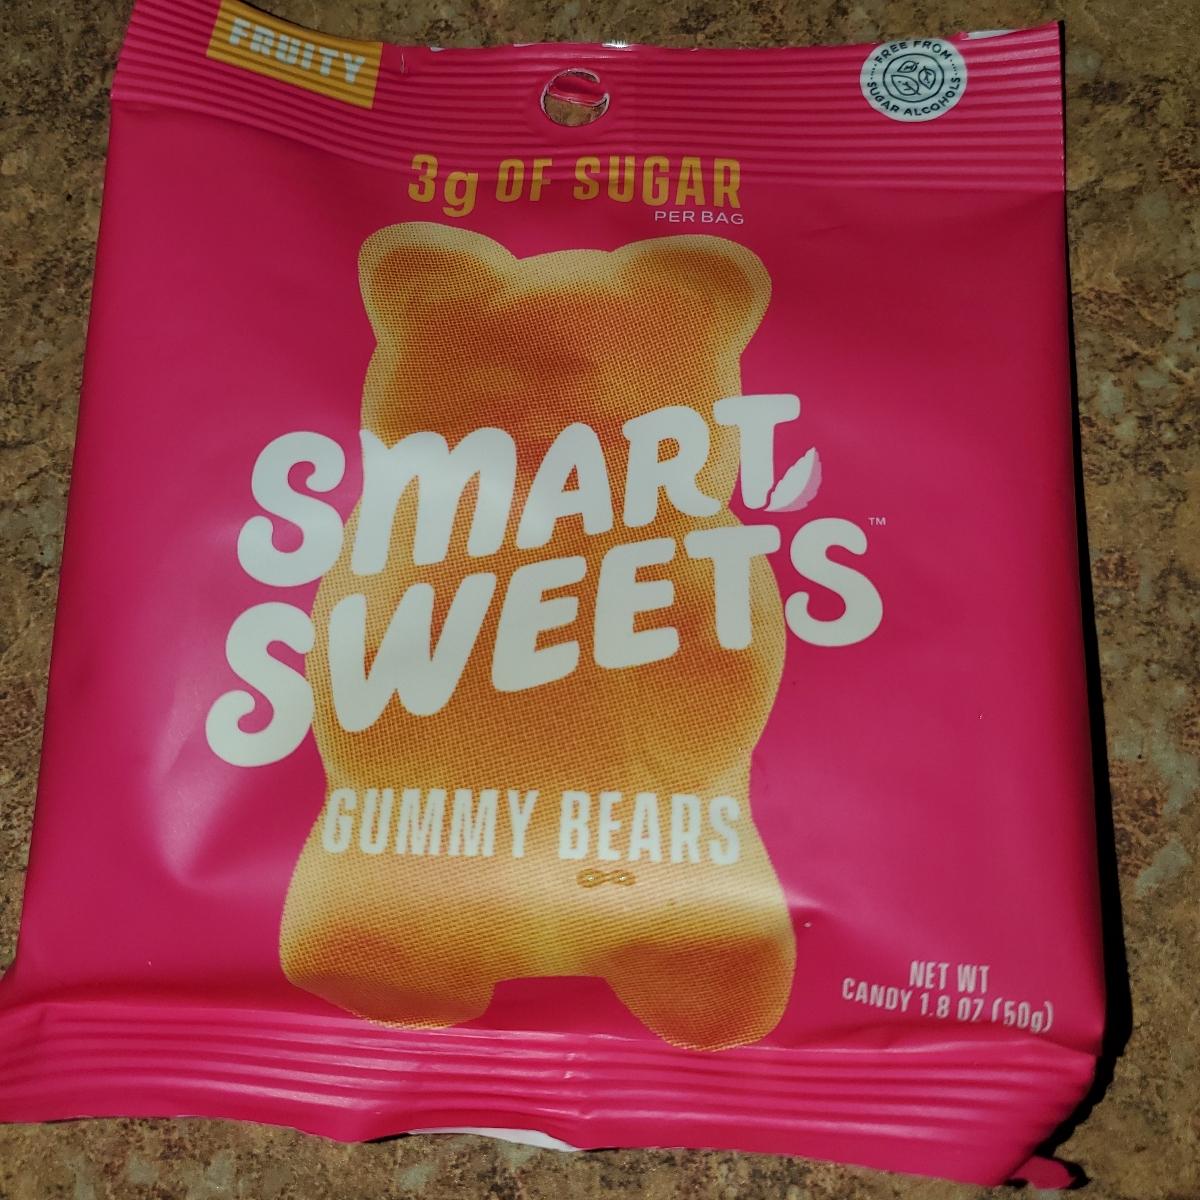 FRUITY
FREE FROM
SUGAR ALCOHOLS
3g OF SUGAR
PER BAG
SMART
SWEETS™
GUMMY BEARS
NET WT
CANDY 1.8 OZ (50g)